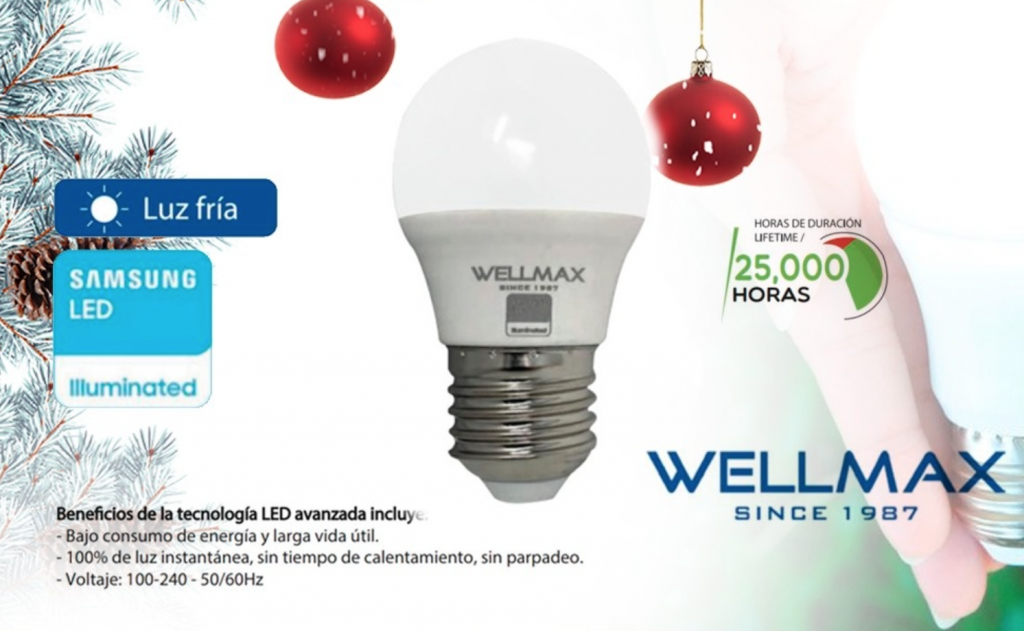 Luz fría
SAMSUNG
LED
Illuminated
WELLMAX
SINCE 1987
Illuminated
HORAS DE DURACIÓN
LIFETIME /
25,000
HORAS
WELLMAX
SINCE 1987
Beneficios de la tecnología LED avanzada incluye:
- Bajo consumo de energía y larga vida útil.
- 100% de luz instantánea, sin tiempo de calentamiento, sin parpadeo.
- Voltaje: 100-240 - 50/60Hz